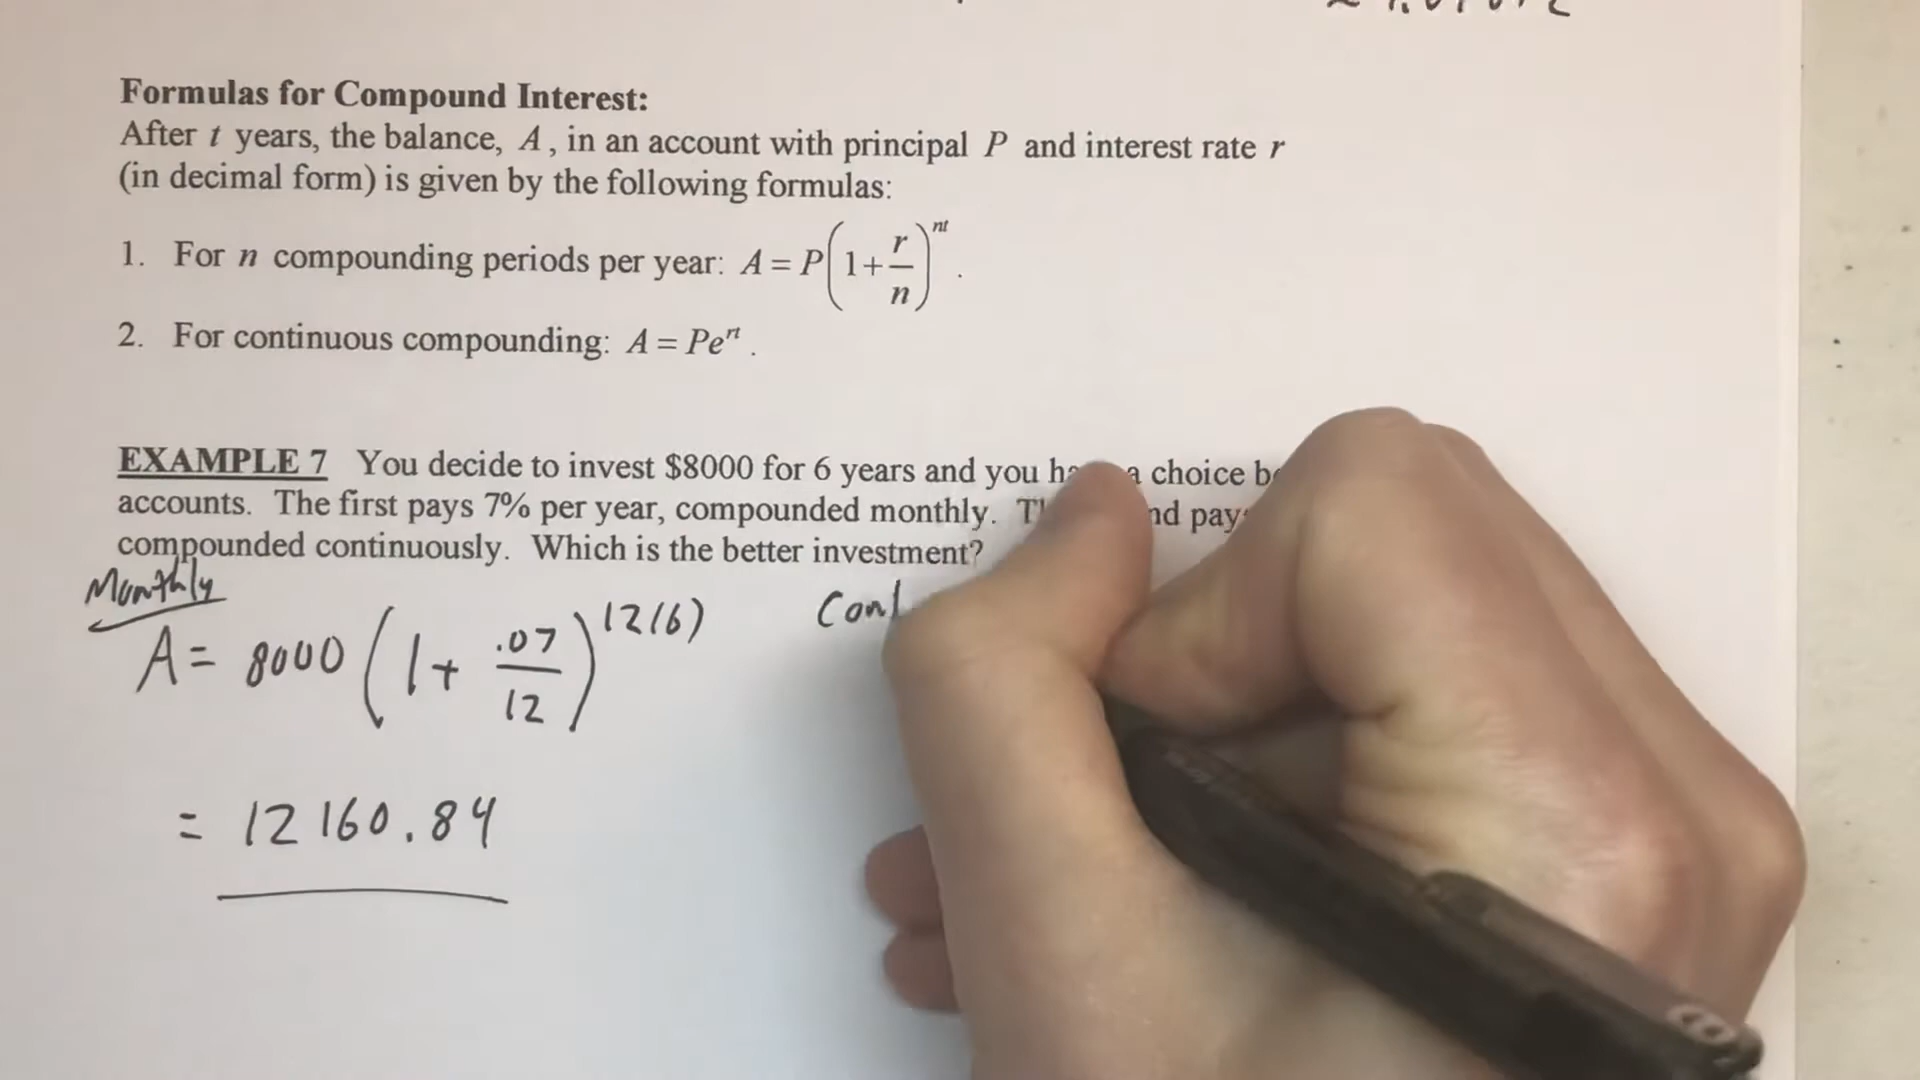 Formulas for Compound Interest:
After t years, the balance, A, in an account with principal P and interest rate r
(in decimal form) is given by the following formulas:
1. For n compounding periods per year: A = P(1 + r/n)^nt.
2. For continuous compounding: A = Pe^rt.
EXAMPLE 7 You decide to invest $8000 for 6 years and you a choice
accounts. The first pays 7% per year, compounded monthly.
compounded continuously. Which is the better investment?
Monthly
A = 8000 (1 + .07/12)^12(6)
= 12160.84